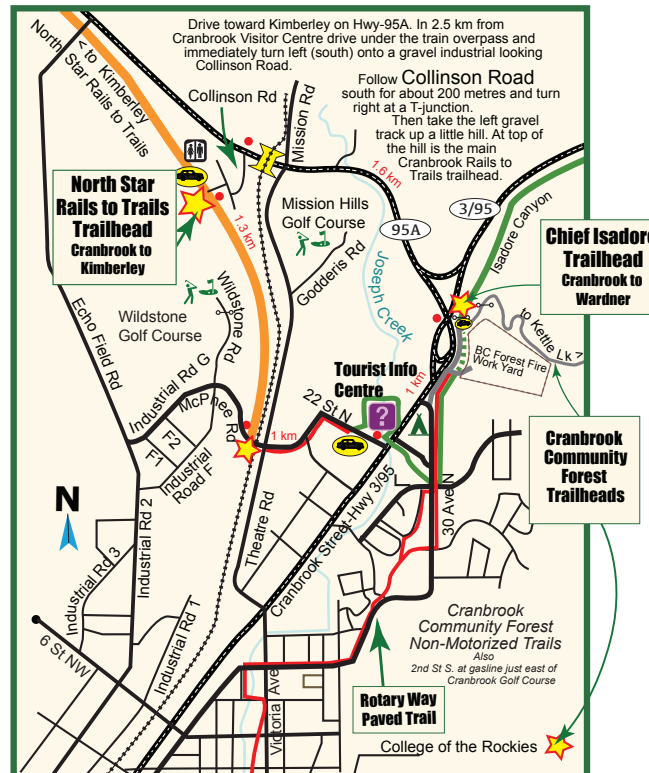 Drive toward Kimberley on Hwy-95A. In 2.5 km from
Cranbrook Visitor Centre drive under the train overpass and
immediately turn left (south) onto a gravel industrial looking
Collinson Road.
Follow Collinson Road
south for about 200 metres and turn
right at a T-junction.
Then take the left gravel
track up a little hill. At top of
the hill is the main
Cranbrook Rails to
Trails trailhead.
< to Kimberley
North Star Rails to Trails
Collinson Rd
Mission Rd
1.6 km
95A
3/95
Isadore Canyon
North Star
Rails to Trails
Trailhead
Cranbrook to
Kimberley
1.3 km
Mission Hills
Golf Course
Godderis Rd
Joseph Creek
Chief Isadore
Trailhead
Cranbrook to
Wardner
to Kettle Lk >
BC Forest Fire
Work Yard
Echo Field Rd
Wildstone
Golf Course
Wildstone Rd
Industrial Rd G
McPhee Rd
F1
F2
Industrial
Road F
1 km
22 St N
Tourist Info
Centre
?
1 km
Cranbrook
Community
Forest
Trailheads
N
Industrial Rd 2
Industrial Rd 3
Industrial Rd 1
Theatre Rd
Cranbrook Street-Hwy 3/95
30 Ave N
6 St NW
Victoria Ave
Cranbrook
Community Forest
Non-Motorized Trails
Also
2nd St S. at gasline just east of
Cranbrook Golf Course
Rotary Way
Paved Trail
College of the Rockies